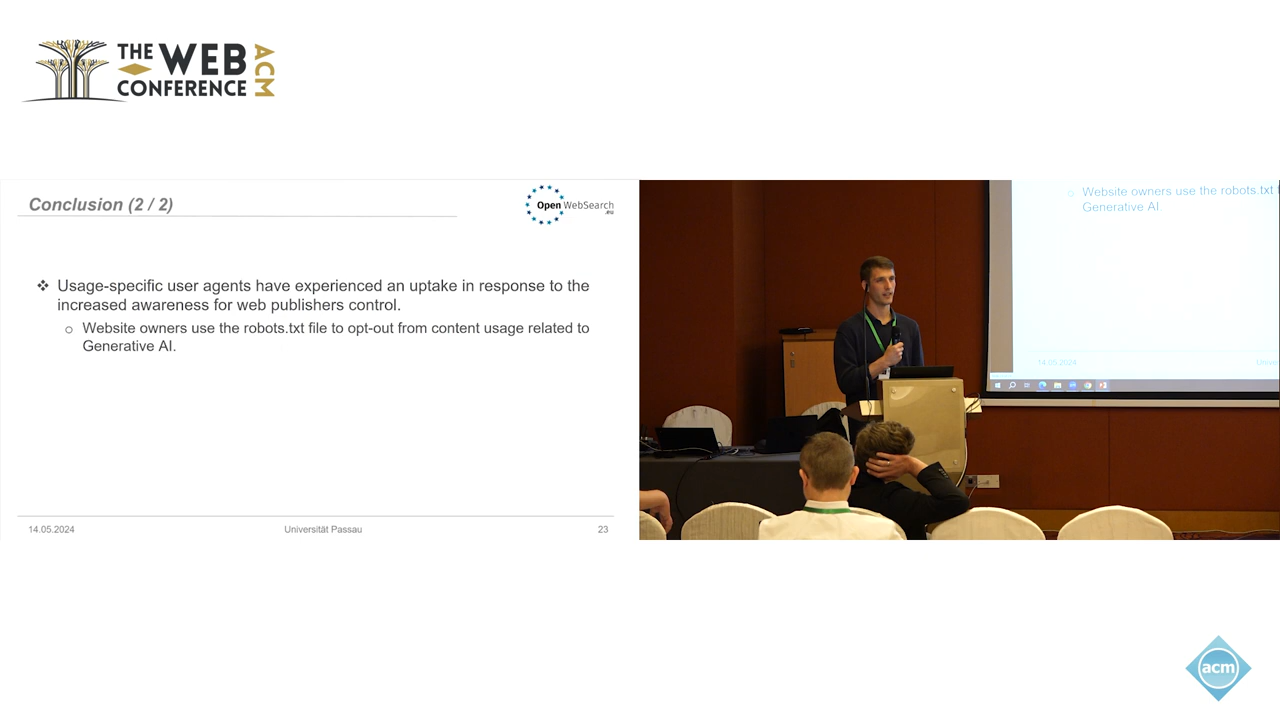 THE WEB
CONFERENCE
ACM
Conclusion (2 / 2)
Open WebSearch
.eu
❖ Usage-specific user agents have experienced an uptake in response to the
increased awareness for web publishers control.
o Website owners use the robots.txt file to opt-out from content usage related to
Generative AI.
14.05.2024
Universität Passau
23
o Website owners use the robots.txt
Generative AI.
14.05.2024
acm